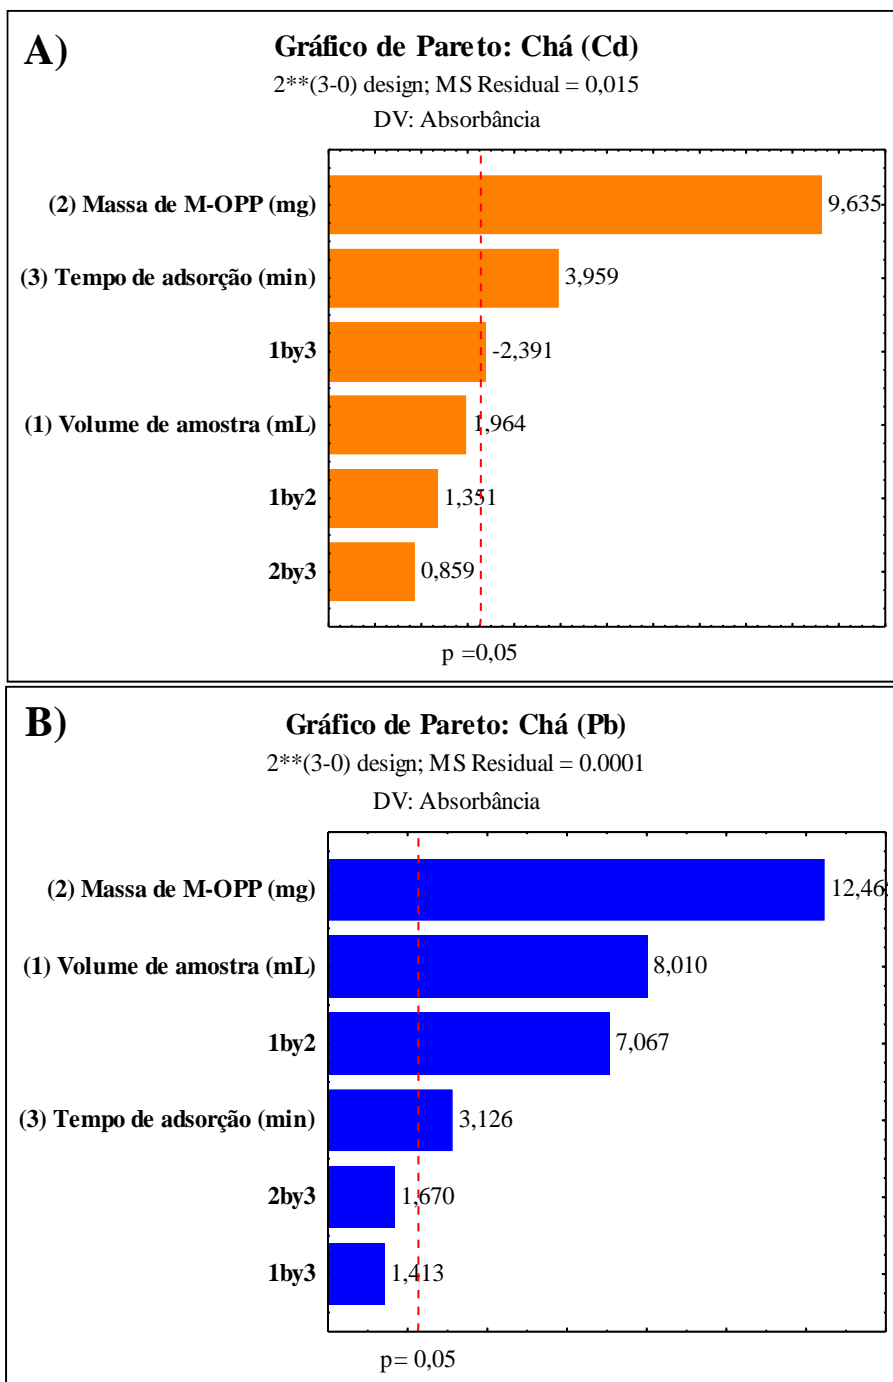 A)
Gráfico de Pareto: Chá (Cd)
2**(3-0) design; MS Residual = 0,015
DV: Absorbância
(2) Massa de M-OPP (mg) 9,635
(3) Tempo de adsorção (min) 3,959
1by3 -2,391
(1) Volume de amostra (mL) 1,964
1by2 1,351
2by3 0,859
p =0,05
B)
Gráfico de Pareto: Chá (Pb)
2**(3-0) design; MS Residual = 0.0001
DV: Absorbância
(2) Massa de M-OPP (mg) 12,46
(1) Volume de amostra (mL) 8,010
1by2 7,067
(3) Tempo de adsorção (min) 3,126
2by3 1,670
1by3 1,413
p= 0,05